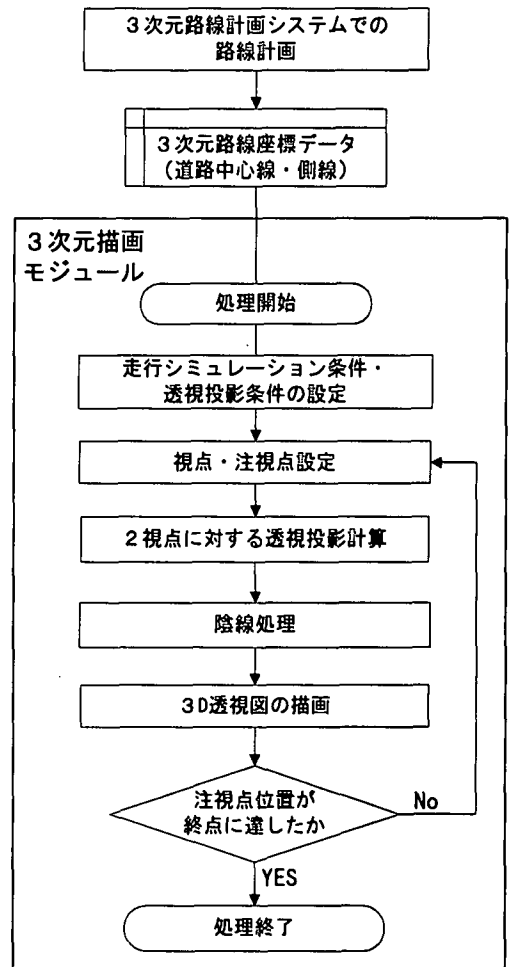 ３次元路線計画システムでの
路線計画
３次元路線座標データ
（道路中心線・側線）
３次元描画
モジュール
処理開始
走行シミュレーション条件・
透視投影条件の設定
視点・注視点設定
２視点に対する透視投影計算
陰線処理
３D透視図の描画
注視点位置が
終点に達したか
No
YES
処理終了